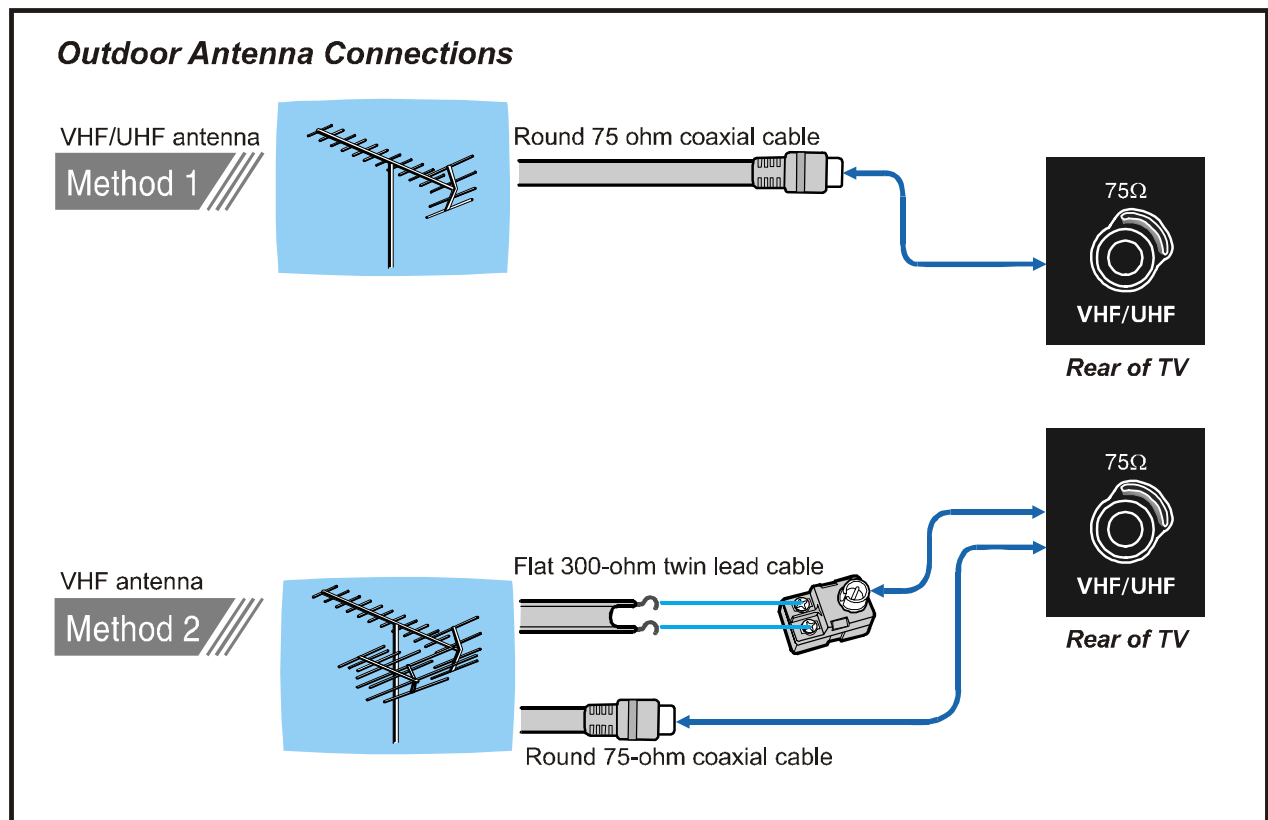 Outdoor Antenna Connections
VHF/UHF antenna
Method 1
Round 75 ohm coaxial cable
75Ω
VHF/UHF
Rear of TV
VHF antenna
Method 2
Flat 300-ohm twin lead cable
Round 75-ohm coaxial cable
75Ω
VHF/UHF
Rear of TV